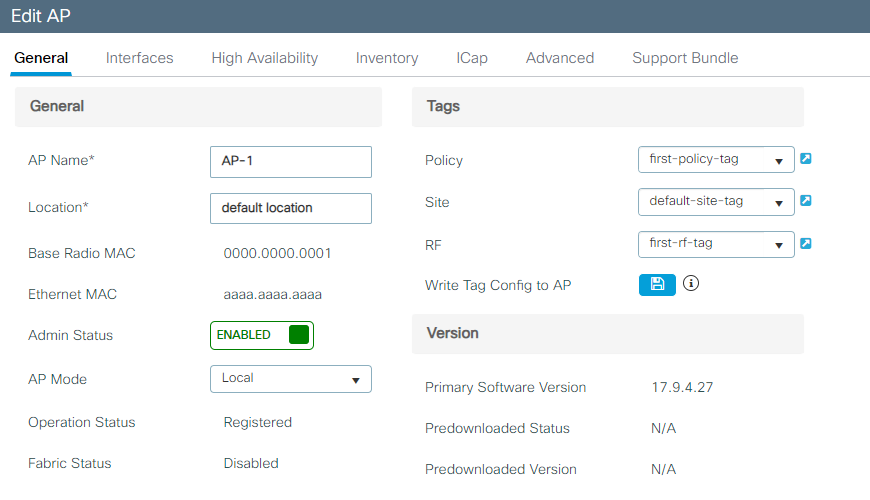 Edit AP
General Interfaces High Availability Inventory ICap Advanced Support Bundle
General
AP Name* AP-1
Location* default location
Base Radio MAC 0000.0000.0001
Ethernet MAC aaaa.aaaa.aaaa
Admin Status ENABLED
AP Mode Local
Operation Status Registered
Fabric Status Disabled
Tags
Policy first-policy-tag
Site default-site-tag
RF first-rf-tag
Write Tag Config to AP
Version
Primary Software Version 17.9.4.27
Predownloaded Status N/A
Predownloaded Version N/A